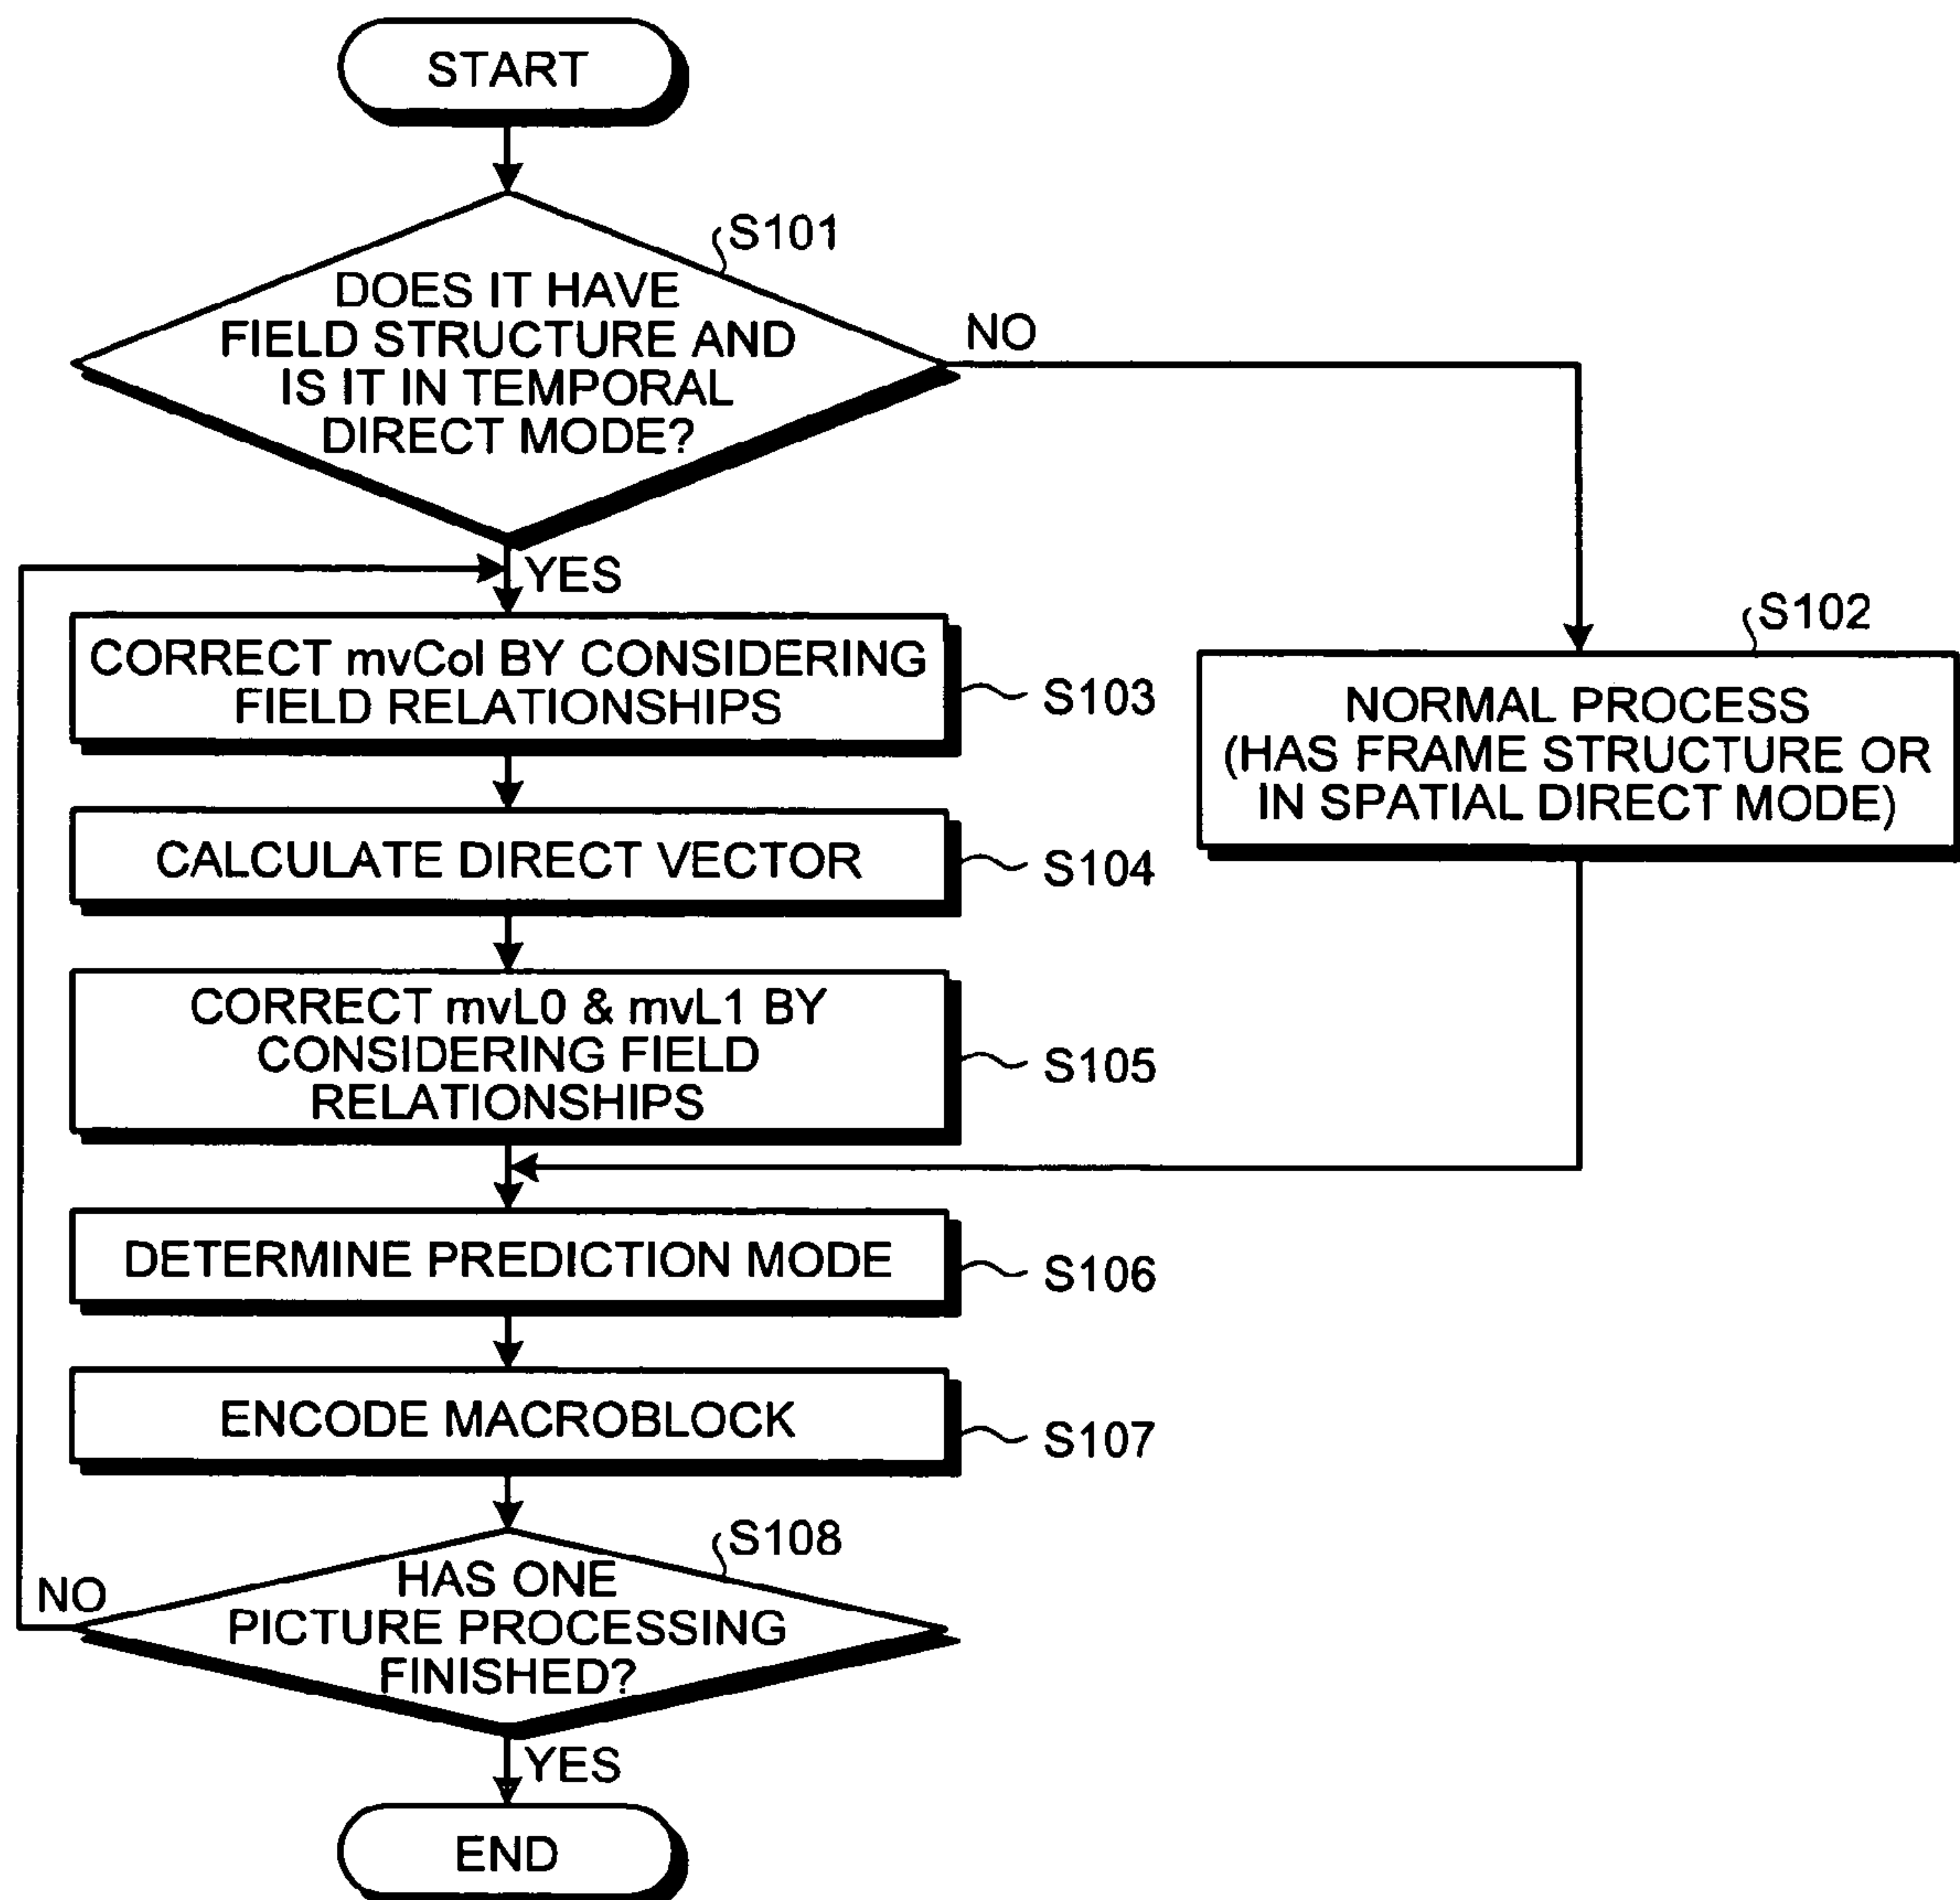 START
S101
DOES IT HAVE
FIELD STRUCTURE AND
IS IT IN TEMPORAL
DIRECT MODE?
NO
YES
S102
CORRECT mvCol BY CONSIDERING
FIELD RELATIONSHIPS
S103
NORMAL PROCESS
(HAS FRAME STRUCTURE OR
IN SPATIAL DIRECT MODE)
CALCULATE DIRECT VECTOR
S104
CORRECT mvL0 & mvL1 BY
CONSIDERING FIELD
RELATIONSHIPS
S105
DETERMINE PREDICTION MODE
S106
ENCODE MACROBLOCK
S107
S108
HAS ONE
PICTURE PROCESSING
FINISHED?
NO
YES
END